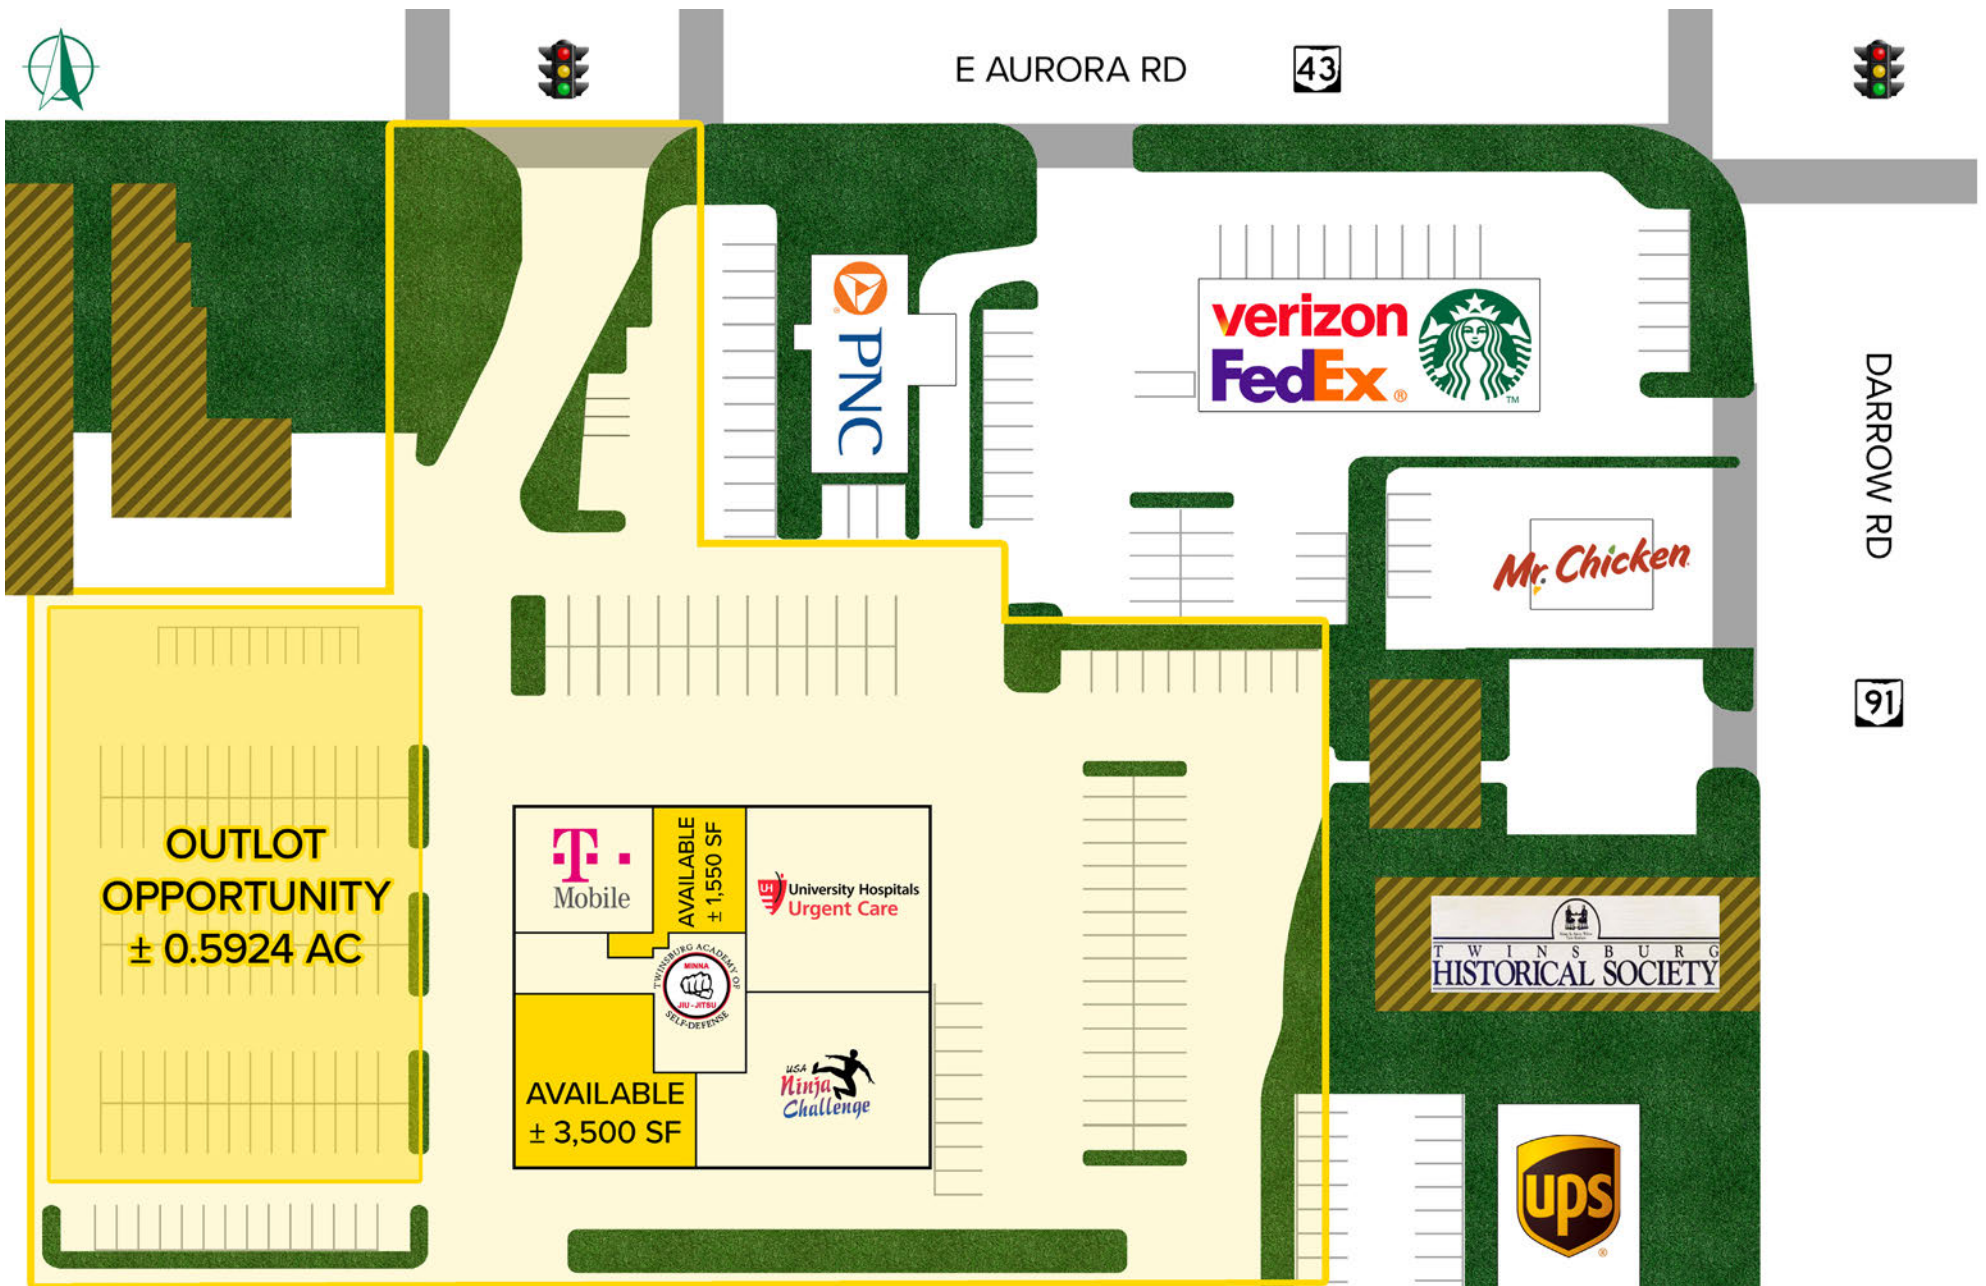 E AURORA RD
43
PNC
verizon
FedEx®
TM
DARROW RD
Mr. Chicken
91
OUTLOT
OPPORTUNITY
± 0.5924 AC
T Mobile
AVAILABLE
± 1,550 SF
UH University Hospitals
Urgent Care
TWINSBURG ACADEMY OF
MINNA
JIU-JITSU
SELF-DEFENSE
AVAILABLE
± 3,500 SF
USA
Ninja
Challenge
TWINSBURG
HISTORICAL SOCIETY
ups
®